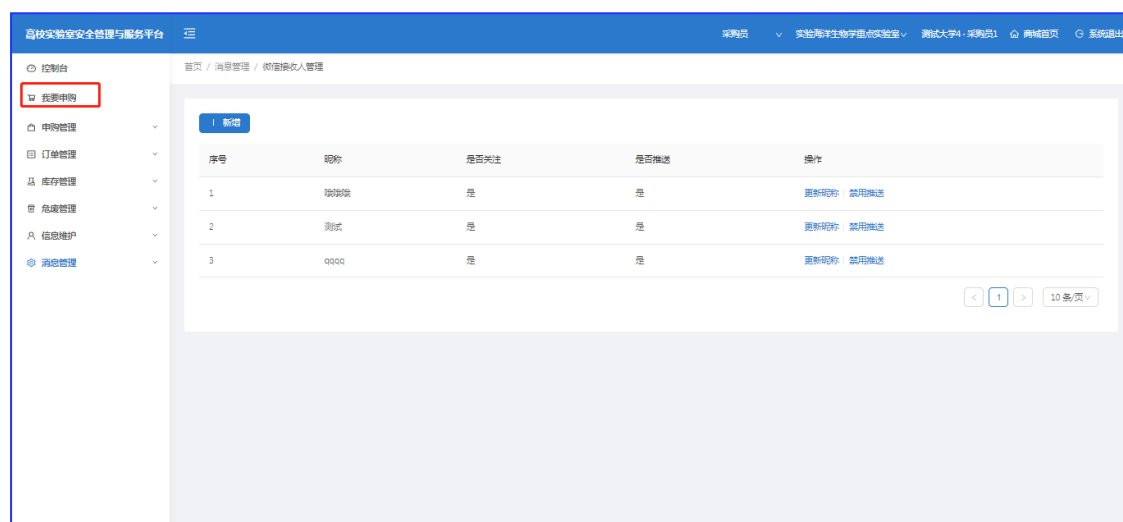 高校实验室安全管理与服务平台
采购员 实验海洋生物学重点实验室 测试大学4 - 采购员1 商城首页 系统退出
控制台
首页 / 消息管理 / 微信接收人管理
我要申购
申购管理
订单管理
库存管理
危废管理
信息维护
消息管理
新增
序号 昵称 是否关注 是否推送 操作
1 哦哦哦 是 是 更新昵称 禁用推送
2 测试 是 是 更新昵称 禁用推送
3 qqqq 是 是 更新昵称 禁用推送
< 1 > 10 条/页